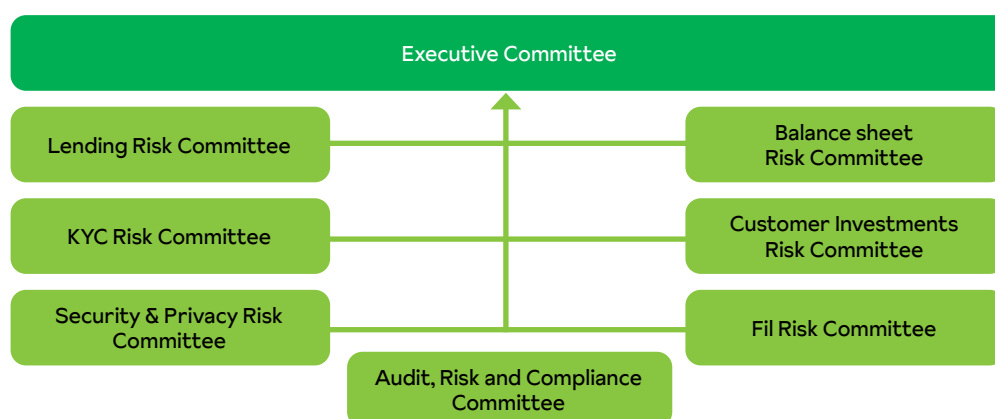 Executive Committee
Lending Risk Committee
Balance sheet
Risk Committee
KYC Risk Committee
Customer Investments
Risk Committee
Security & Privacy Risk
Committee
Fil Risk Committee
Audit, Risk and Compliance
Committee